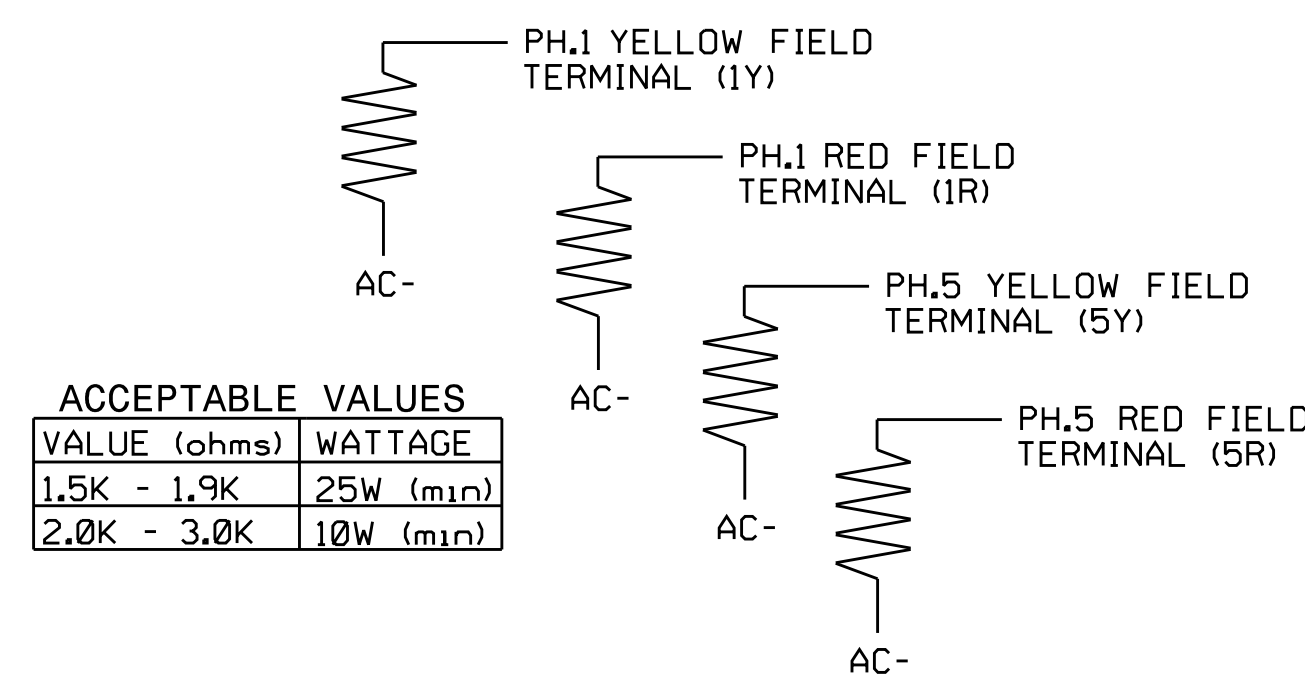 PH.1 YELLOW FIELD
TERMINAL (1Y)
AC-
PH.1 RED FIELD
TERMINAL (1R)
AC-
PH.5 YELLOW FIELD
TERMINAL (5Y)
AC-
PH.5 RED FIELD
TERMINAL (5R)
AC-
ACCEPTABLE VALUES
VALUE (ohms) WATTAGE
1.5K - 1.9K 25W (min)
2.0K - 3.0K 10W (min)